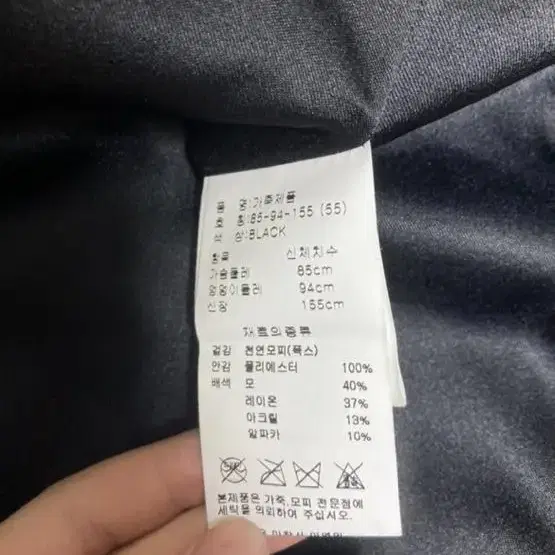 품 명:가죽잠바
호 칭:85-94-155 (55)
색 상:BLACK
신체치수
가슴둘레 85cm
엉덩이둘레 94cm
신장 155cm
재료의종류
겉감 천연모피(폭스)
안감 폴리에스터 100%
배색 모 40%
레이온 37%
아크릴 13%
알파카 10%
본제품은 가죽,모피 전문점에
세탁을 의뢰하여 주십시오.